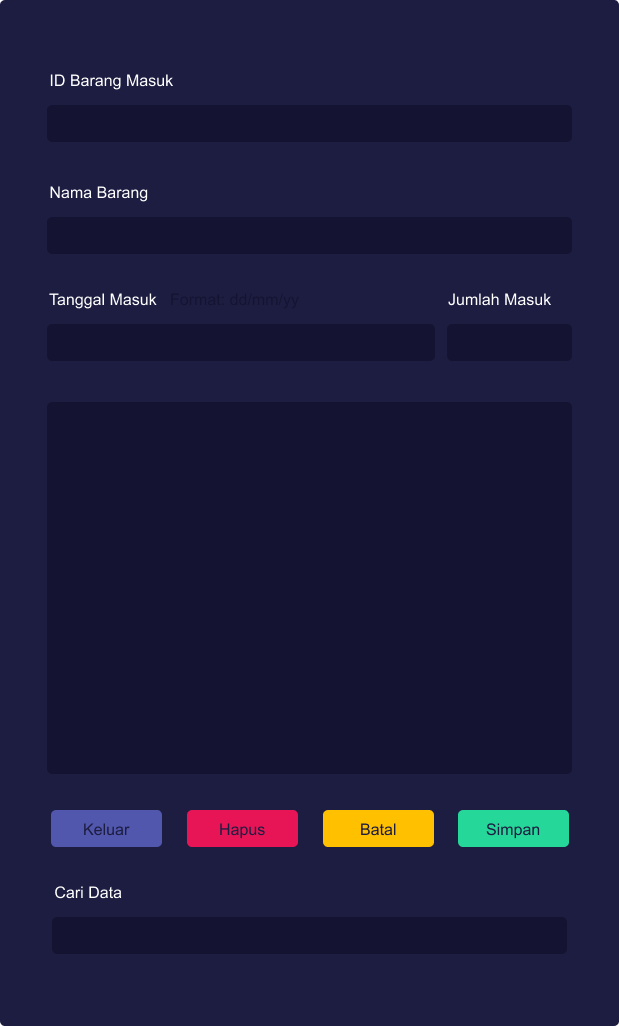 ID Barang Masuk
Nama Barang
Tanggal Masuk Format: dd/mm/yy Jumlah Masuk
Keluar Hapus Batal Simpan
Cari Data